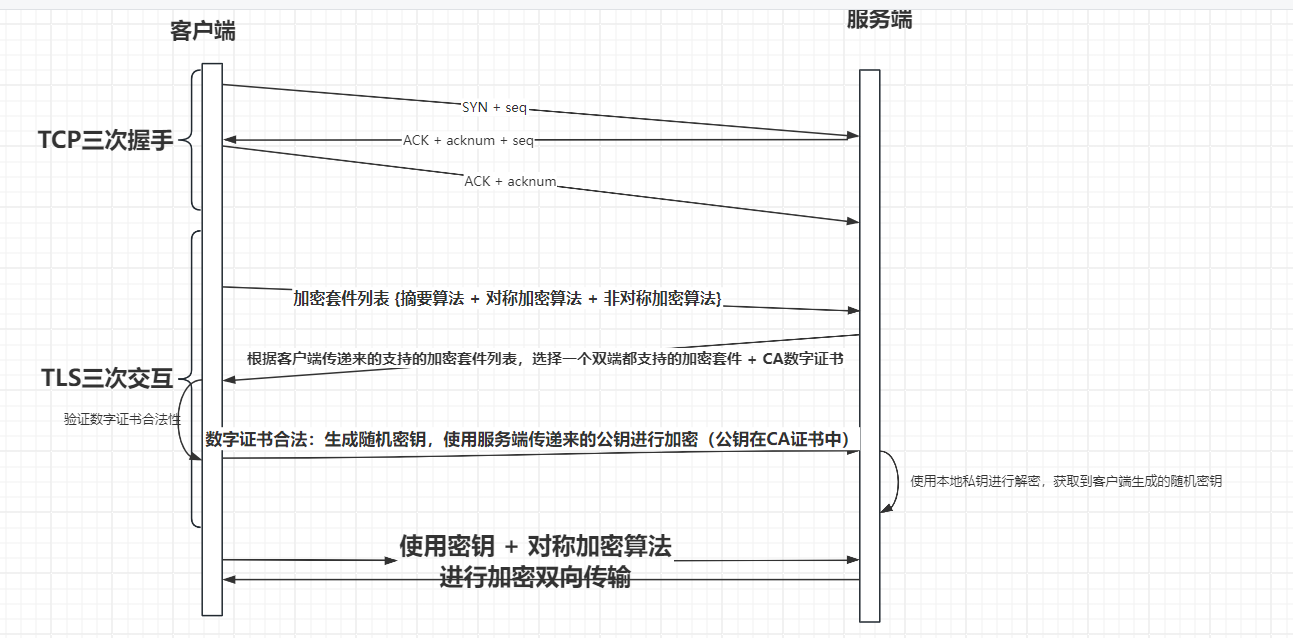 客户端
服务端
SYN + seq
TCP三次握手
ACK + acknum + seq
ACK + acknum
加密套件列表 {摘要算法 + 对称加密算法 + 非对称加密算法}
根据客户端传递来的支持的加密套件列表，选择一个双端都支持的加密套件 + CA数字证书
TLS三次交互
验证数字证书合法性
数字证书合法：生成随机密钥，使用服务端传递来的公钥进行加密（公钥在CA证书中）
使用本地私钥进行解密，获取到客户端生成的随机密钥
使用密钥 + 对称加密算法
进行加密双向传输